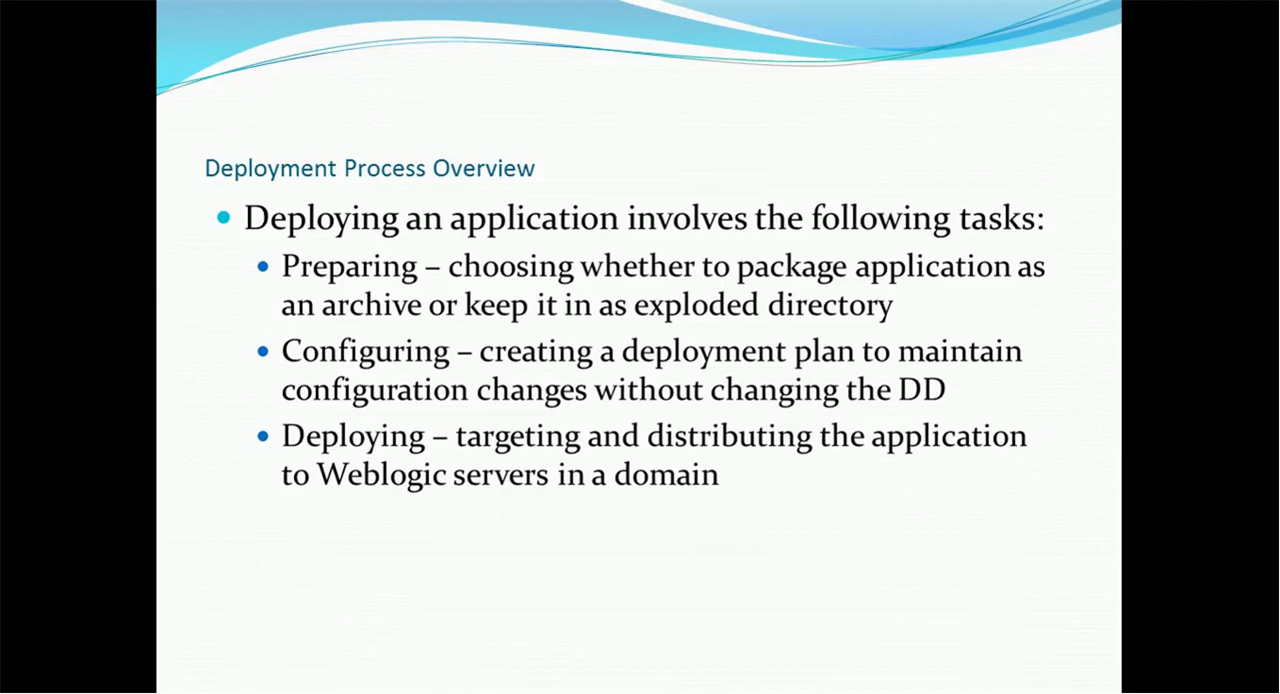 Deployment Process Overview
Deploying an application involves the following tasks:
Preparing – choosing whether to package application as
an archive or keep it in as exploded directory
Configuring – creating a deployment plan to maintain
configuration changes without changing the DD
Deploying – targeting and distributing the application
to Weblogic servers in a domain